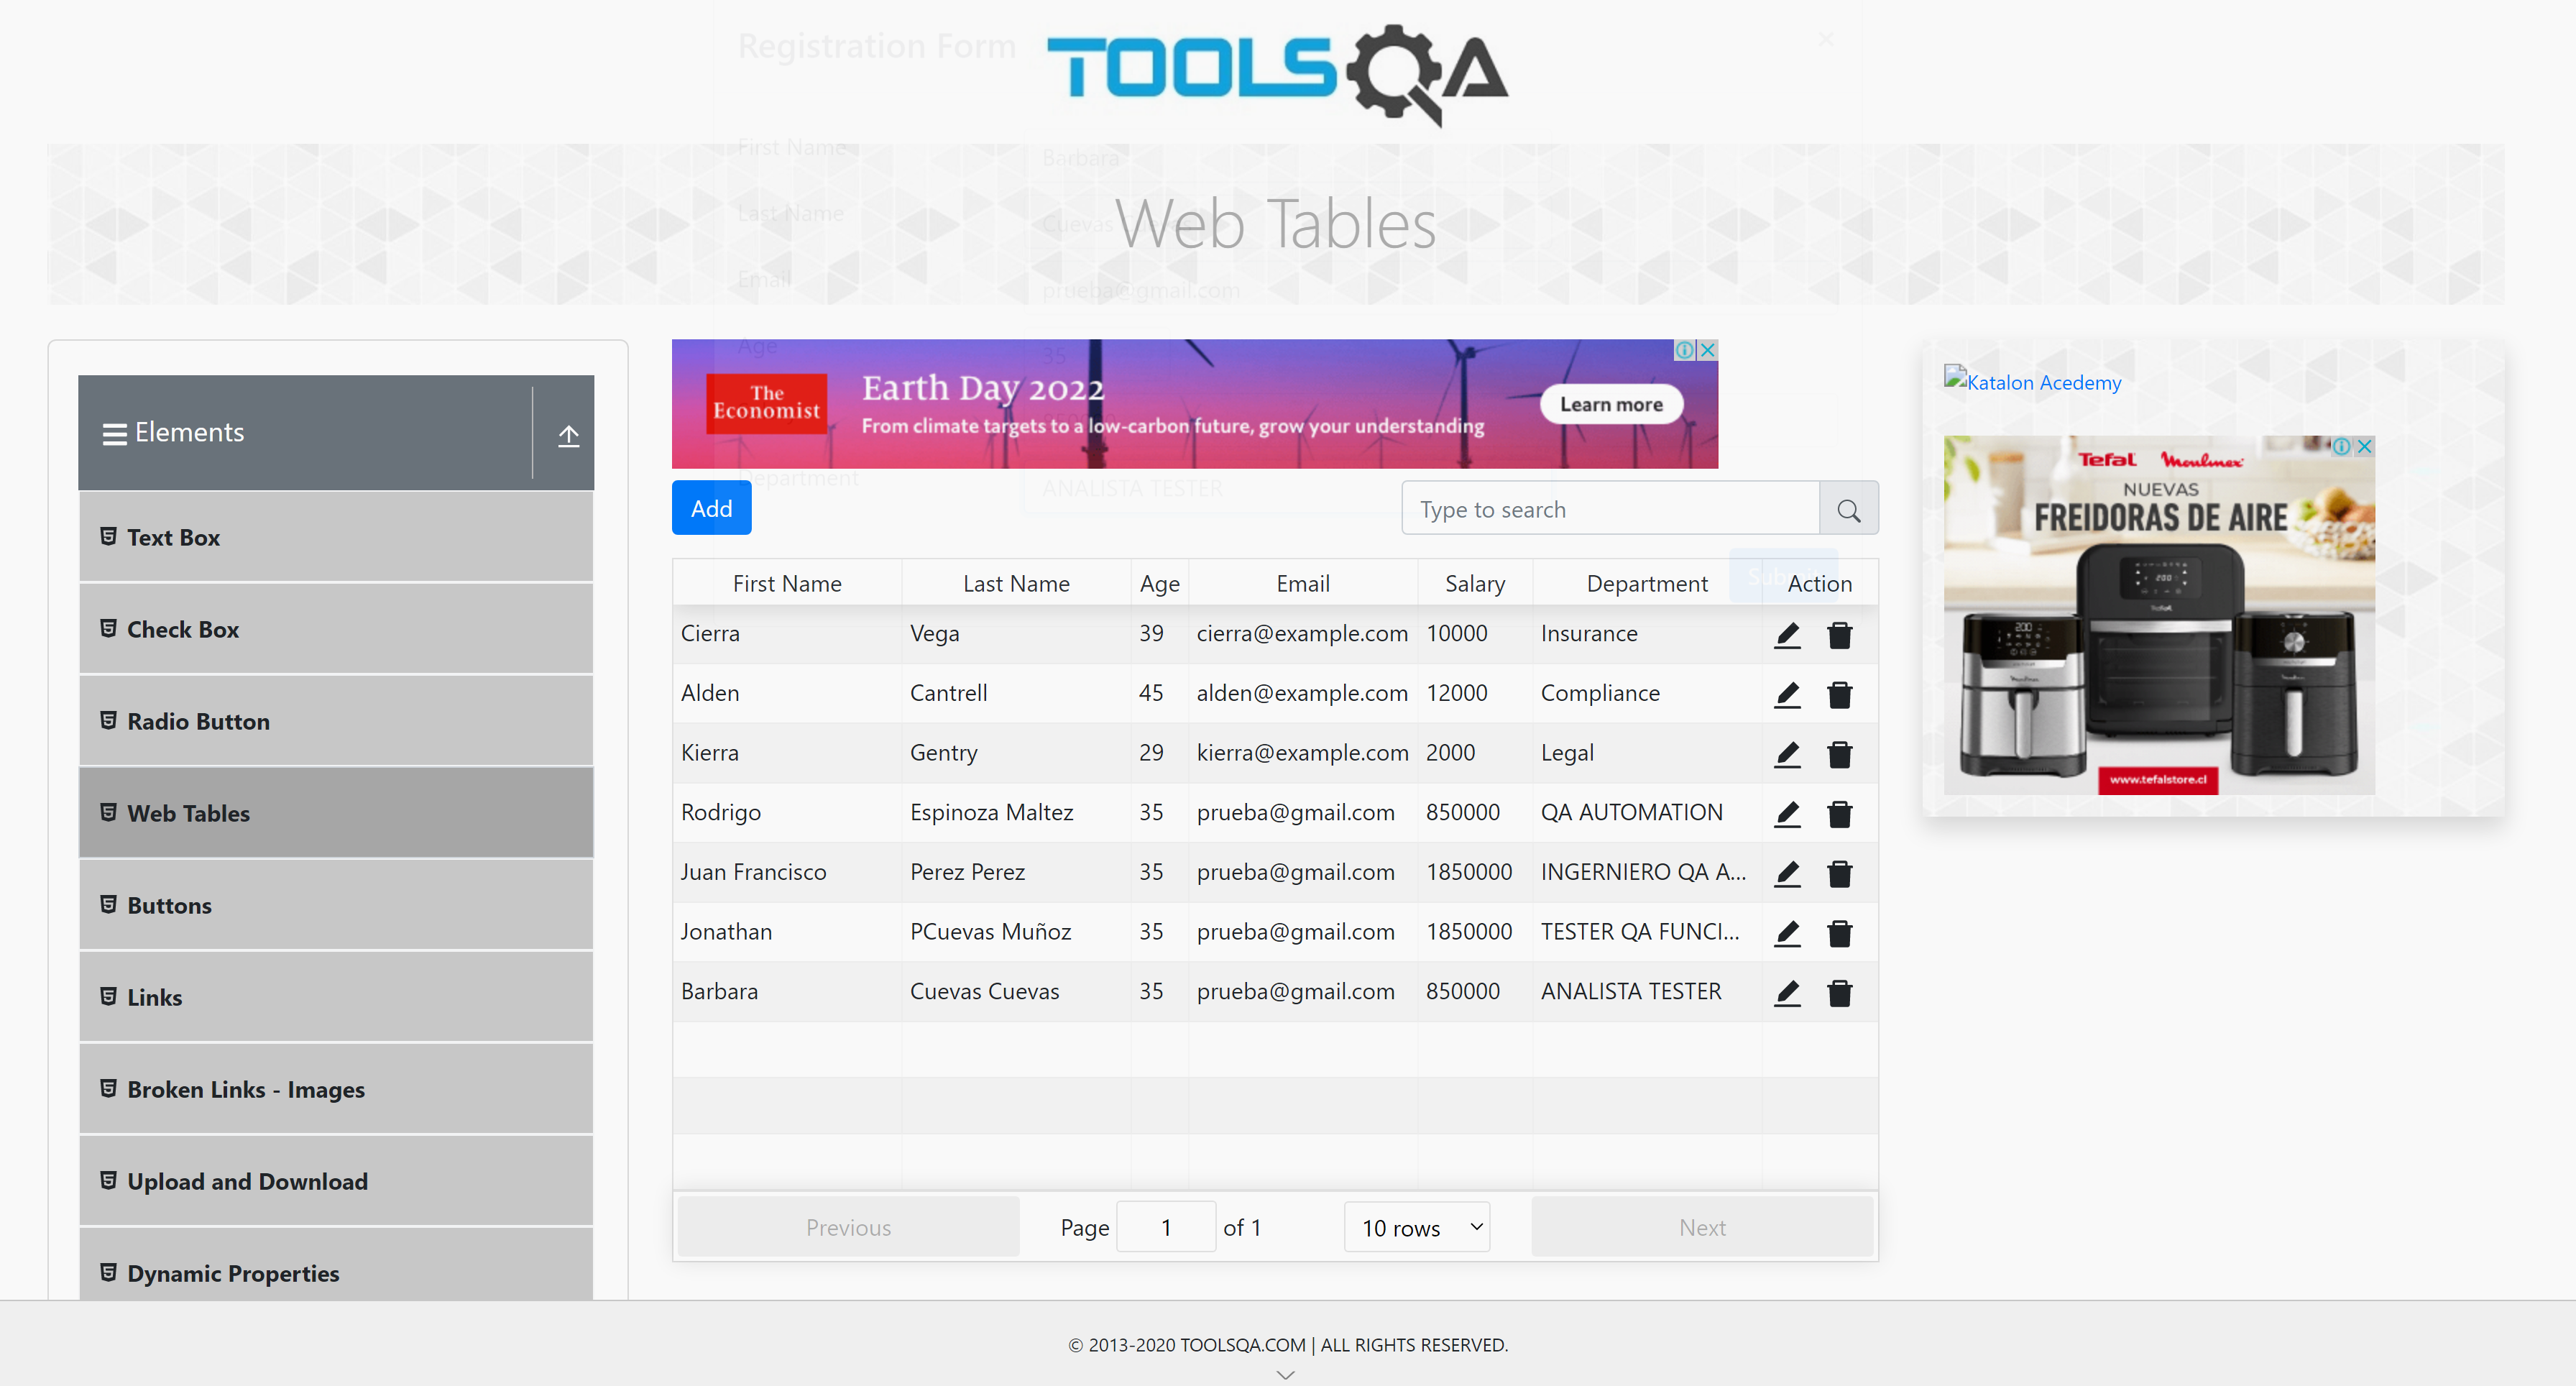 Registration Form
TOOLSQA
First Name
Barbara
Last Name
Cuevas
Web Tables
Email
prueba@gmail.com
Age
35
The Economist
Earth Day 2022
From climate targets to a low-carbon future, grow your understanding
Learn more
Department
ANALISTA TESTER
Submit
Elements
Text Box
Check Box
Radio Button
Web Tables
Buttons
Links
Broken Links - Images
Upload and Download
Dynamic Properties
Add
Type to search
First Name Last Name Age Email Salary Department Action
Cierra Vega 39 cierra@example.com 10000 Insurance
Alden Cantrell 45 alden@example.com 12000 Compliance
Kierra Gentry 29 kierra@example.com 2000 Legal
Rodrigo Espinoza Maltez 35 prueba@gmail.com 850000 QA AUTOMATION
Juan Francisco Perez Perez 35 prueba@gmail.com 1850000 INGERNIERO QA A...
Jonathan PCuevas Muñoz 35 prueba@gmail.com 1850000 TESTER QA FUNCI...
Barbara Cuevas Cuevas 35 prueba@gmail.com 850000 ANALISTA TESTER
Previous Page 1 of 1 10 rows Next
Katalon Acedemy
Tefal Moulinex
NUEVAS
FREIDORAS DE AIRE
200
Tefal
200
www.tefalstore.cl
© 2013-2020 TOOLSQA.COM | ALL RIGHTS RESERVED.